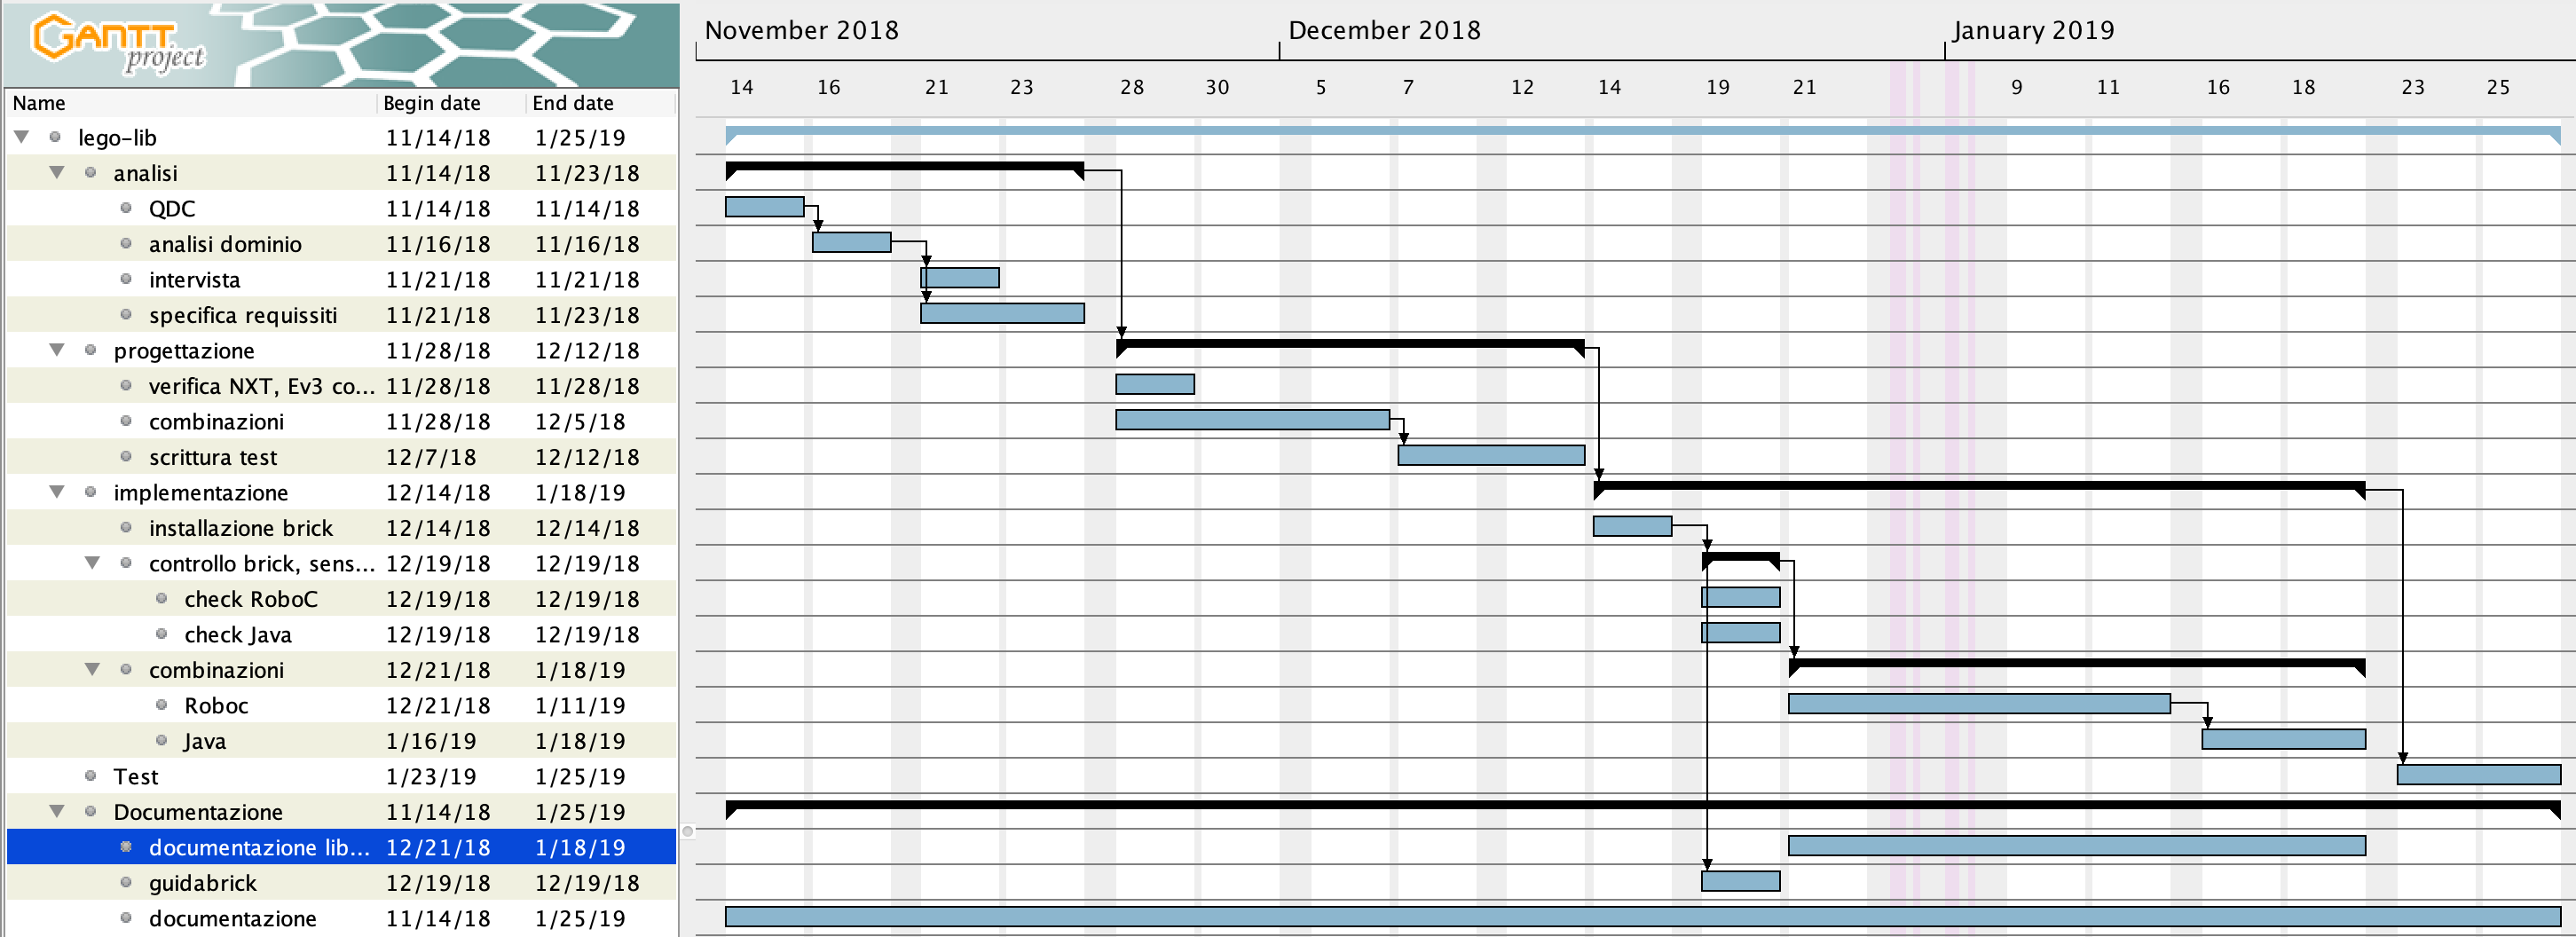 GANTT
project
November 2018 December 2018 January 2019
14 16 21 23 28 30 5 7 12 14 19 21 9 11 16 18 23 25
Name Begin date End date
lego-lib 11/14/18 1/25/19
analisi 11/14/18 11/23/18
QDC 11/14/18 11/14/18
analisi dominio 11/16/18 11/16/18
intervista 11/21/18 11/21/18
specifica requissiti 11/21/18 11/23/18
progettazione 11/28/18 12/12/18
verifica NXT, Ev3 co... 11/28/18 11/28/18
combinazioni 11/28/18 12/5/18
scrittura test 12/7/18 12/12/18
implementazione 12/14/18 1/18/19
installazione brick 12/14/18 12/14/18
controllo brick, sens... 12/19/18 12/19/18
check RoboC 12/19/18 12/19/18
check Java 12/19/18 12/19/18
combinazioni 12/21/18 1/18/19
Roboc 12/21/18 1/11/19
Java 1/16/19 1/18/19
Test 1/23/19 1/25/19
Documentazione 11/14/18 1/25/19
documentazione lib... 12/21/18 1/18/19
guidabrick 12/19/18 12/19/18
documentazione 11/14/18 1/25/19